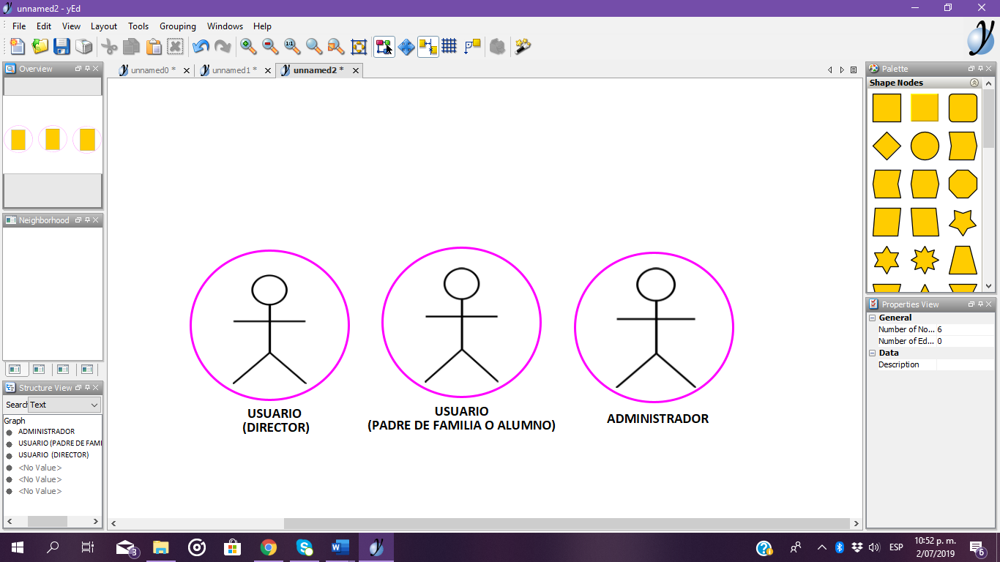 unnamed2 - yEd
File Edit View Layout Tools Grouping Windows Help
1:1
Overview
unnamed0 *
unnamed1 *
unnamed2 *
Palette
Shape Nodes
Neighborhood
Structure View
Search Text
Graph
ADMINISTRADOR
USUARIO (PADRE DE FAMI
USUARIO (DIRECTOR)
<No Value>
<No Value>
<No Value>
USUARIO
(DIRECTOR)
USUARIO
(PADRE DE FAMILIA O ALUMNO)
ADMINISTRADOR
Properties View
General
Number of No... 6
Number of Ed... 0
Data
Description
3
ESP
10:52 p. m.
2/07/2019
6